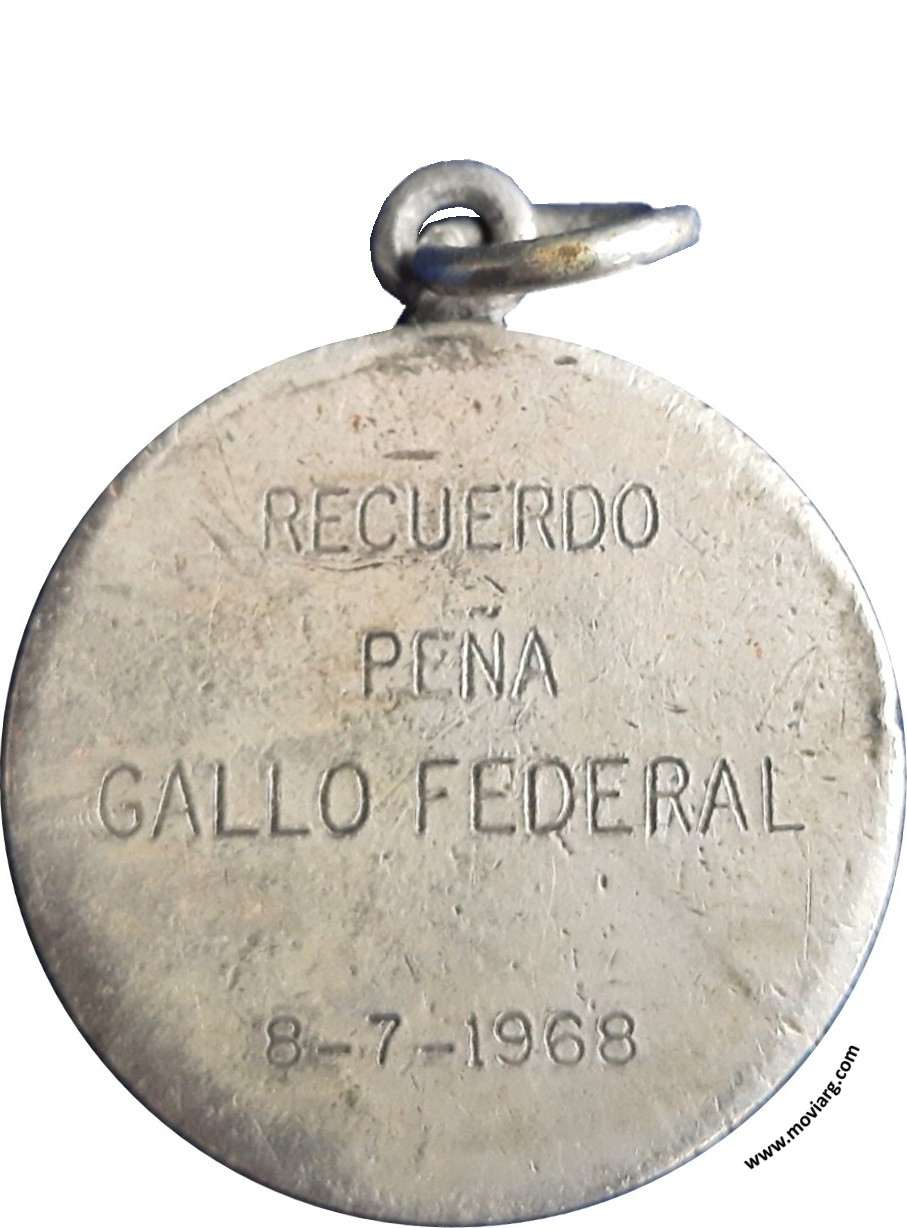 RECUERDO
PEÑA
GALLO FEDERAL
8-7-1968
www.moviarg.com